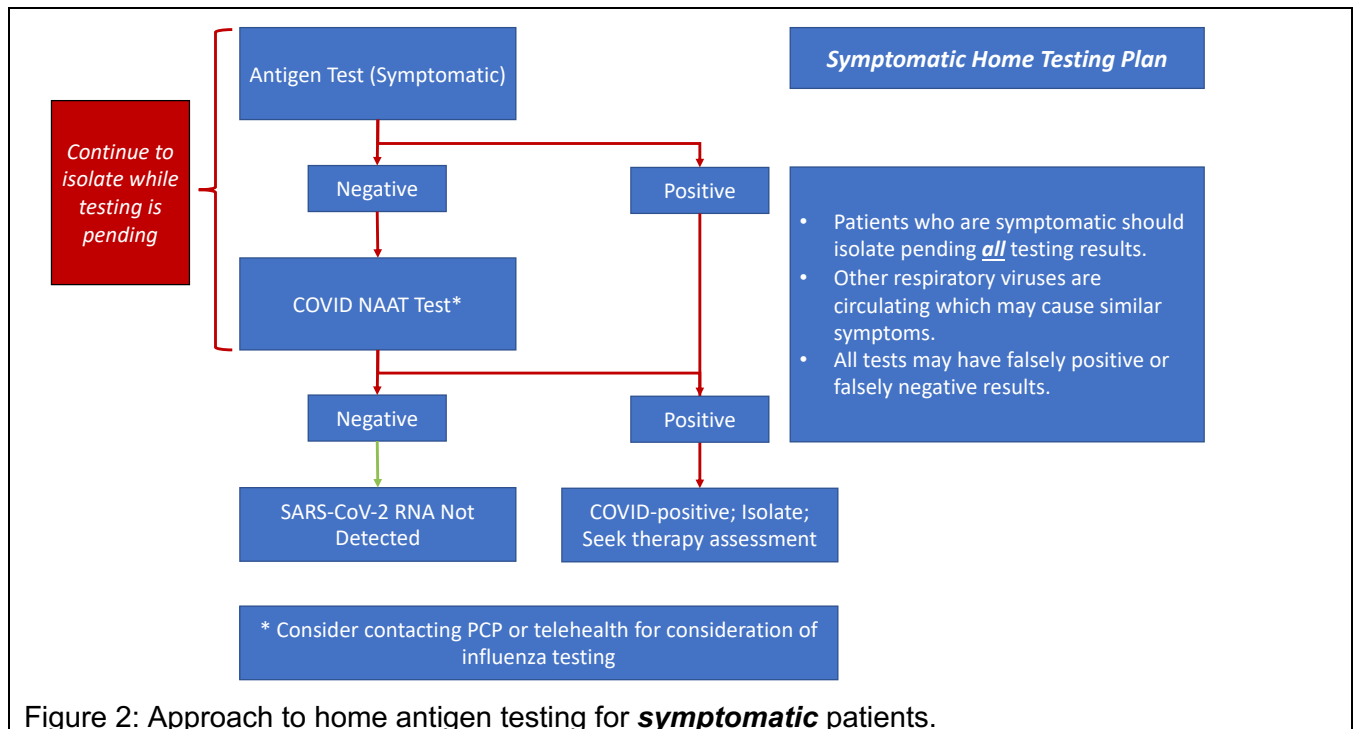 Antigen Test (Symptomatic)
Symptomatic Home Testing Plan
Continue to
isolate while
testing is
pending
Negative
Positive
• Patients who are symptomatic should
isolate pending all testing results.
• Other respiratory viruses are
circulating which may cause similar
symptoms.
• All tests may have falsely positive or
falsely negative results.
COVID NAAT Test*
Negative
Positive
SARS-CoV-2 RNA Not
Detected
COVID-positive; Isolate;
Seek therapy assessment
* Consider contacting PCP or telehealth for consideration of
influenza testing
Figure 2: Approach to home antigen testing for symptomatic patients.